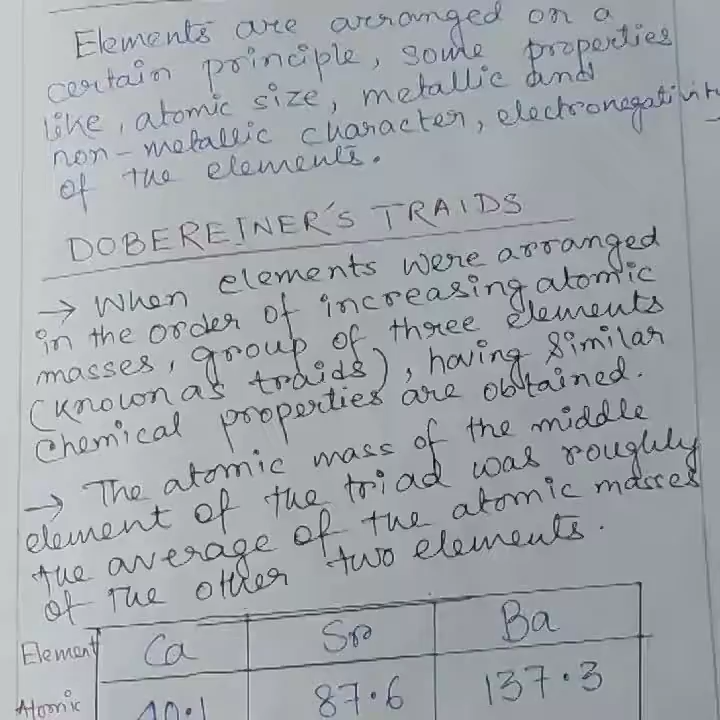 Elements are arranged on a
certain principle, some properties
like, atomic size, metallic and
non-metallic character, electronegativity
of the elements.
DOBEREINER'S TRAIDS
→ When elements were arranged
in the order of increasing atomic
masses, group of three elements
(known as traids), having similar
chemical properties are obtained.
→ The atomic mass of the middle
element of the triad was roughly
the average of the atomic masses
of the other two elements.
Element Ca Sr Ba
Atomic 40.1 87.6 137.3